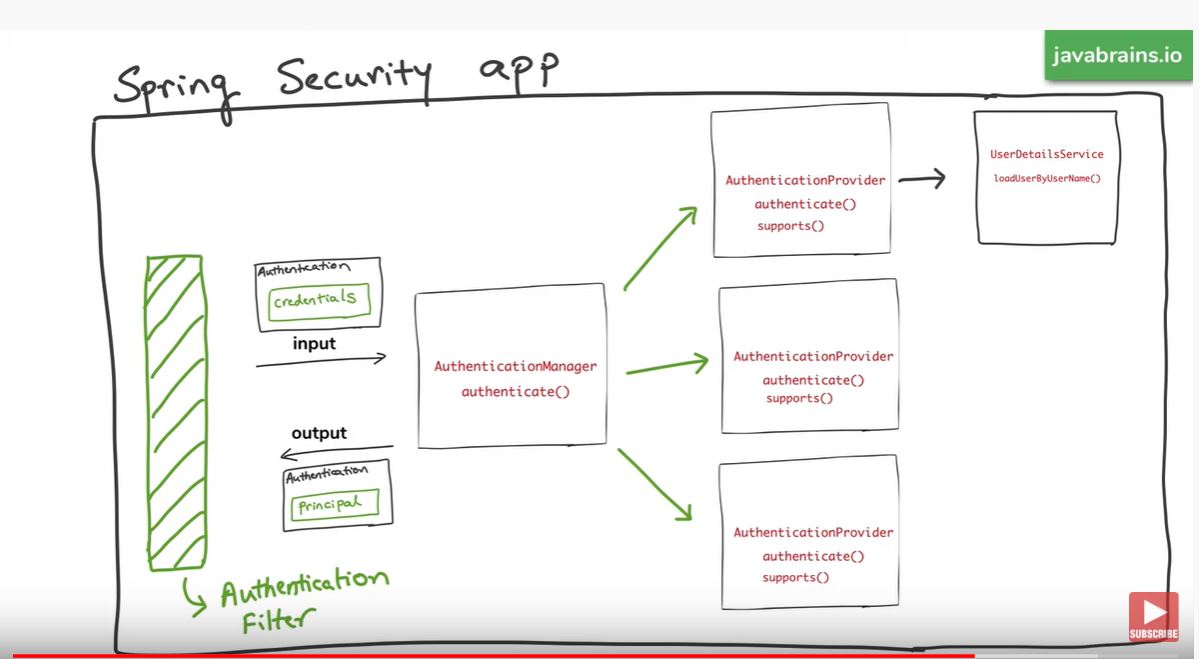 Spring Security app
javabrains.io
Authentication
credentials
input
output
Authentication
Principal
Authentication
Filter
AuthenticationManager
authenticate()
AuthenticationProvider
authenticate()
supports()
UserDetailsService
loadUserByUserName()
AuthenticationProvider
authenticate()
supports()
AuthenticationProvider
authenticate()
supports()
SUBSCRIBE